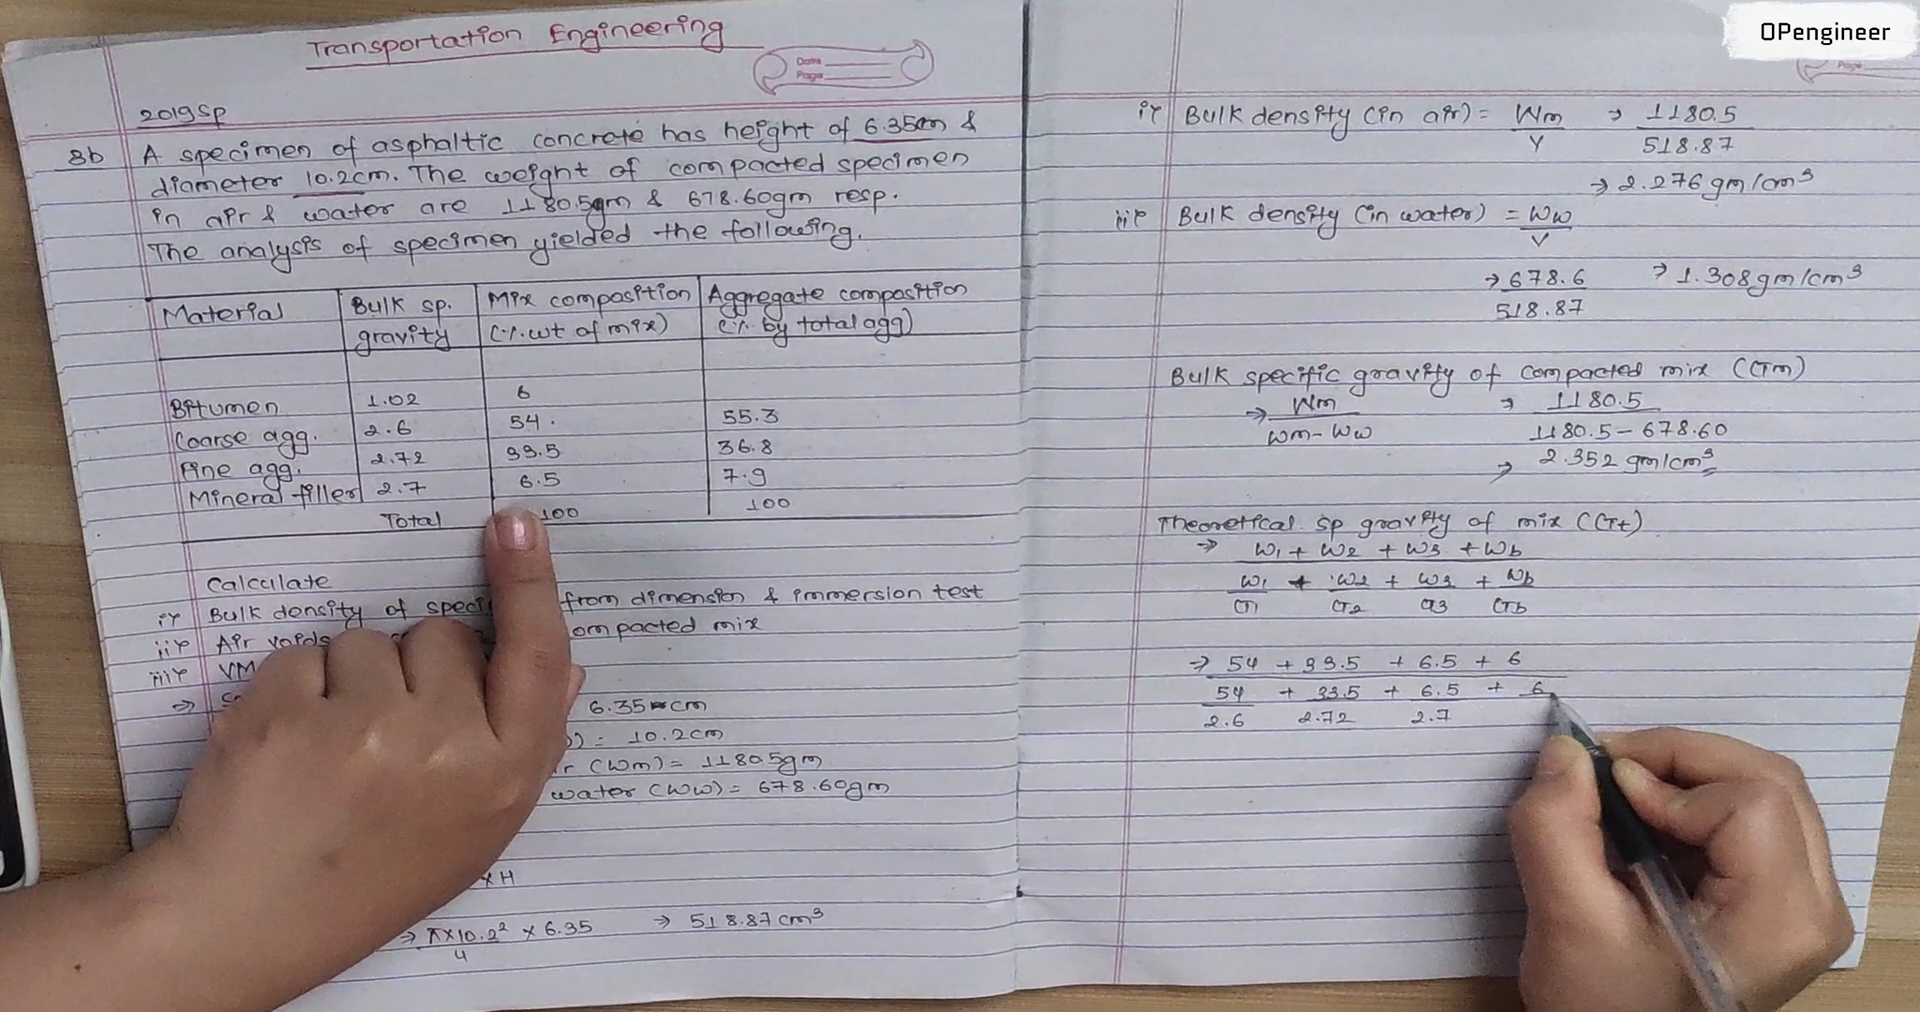 OPengineer
Transportation Engineering
Date
Page
2019 sp
8b A specimen of asphaltic concrete has height of 6.35cm &
diameter 10.2cm. The weight of compacted specimen
in air & water are 1180.5gm & 678.60gm resp.
The analysis of specimen yielded the following.
Material Bulk sp. gravity Mix composition (%.wt of mix) Aggregate composition (% by total agg)
Bitumen 1.02 6
Coarse agg. 2.6 54. 55.3
Fine agg. 2.72 33.5 36.8
Mineral filler 2.7 6.5 7.9
Total 100 100
Calculate
i> Bulk density of from dimension & immersion test
ii> Air voids ompacted mix
iii> VM
6.35 cm
= 10.2cm
(Wm) = 1180.5gm
water (Ww) = 678.60gm
x H
⇒ π×10.2² × 6.35 ⇒ 518.87 cm³
4
Page
i> Bulk density (in air) = Wm ⇒ 1180.5
V 518.87
⇒ 2.276 gm/cm³
ii> Bulk density (in water) = Ww
V
⇒ 678.6 ⇒ 1.308gm/cm³
518.87
Bulk specific gravity of compacted mix (Gm)
⇒ Wm ⇒ 1180.5
Wm - Ww 1180.5 - 678.60
⇒ 2.352 gm/cm³
Theoretical sp gravity of mix (Gt)
⇒ W1 + W2 + W3 + Wb
W1 + W2 + W3 + Wb
G1 G2 G3 Gb
⇒ 54 + 33.5 + 6.5 + 6
54 + 33.5 + 6.5 + 6
2.6 2.72 2.7